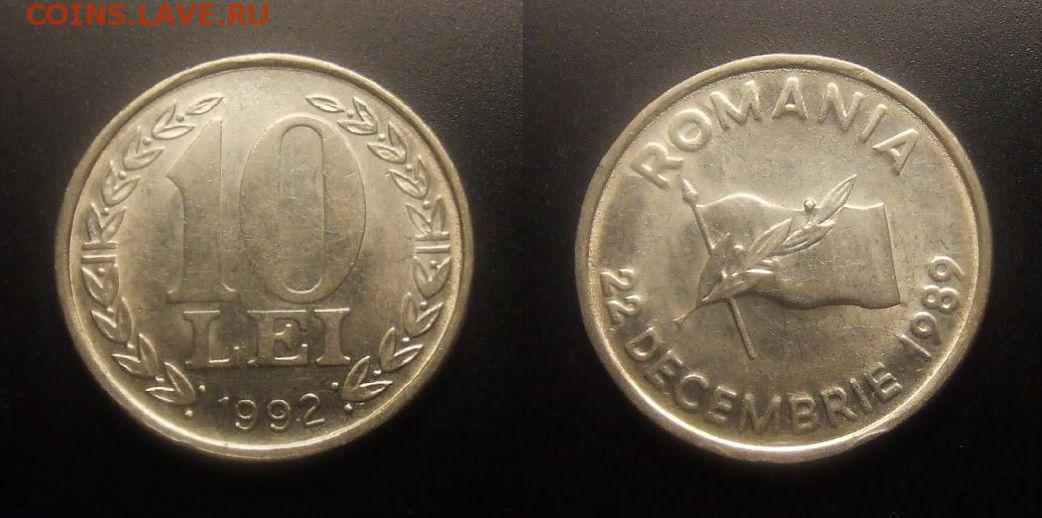 COINS.LAVE.RU
10
LEI
1992
ROMANIA
22 DECEMBRIE 1989